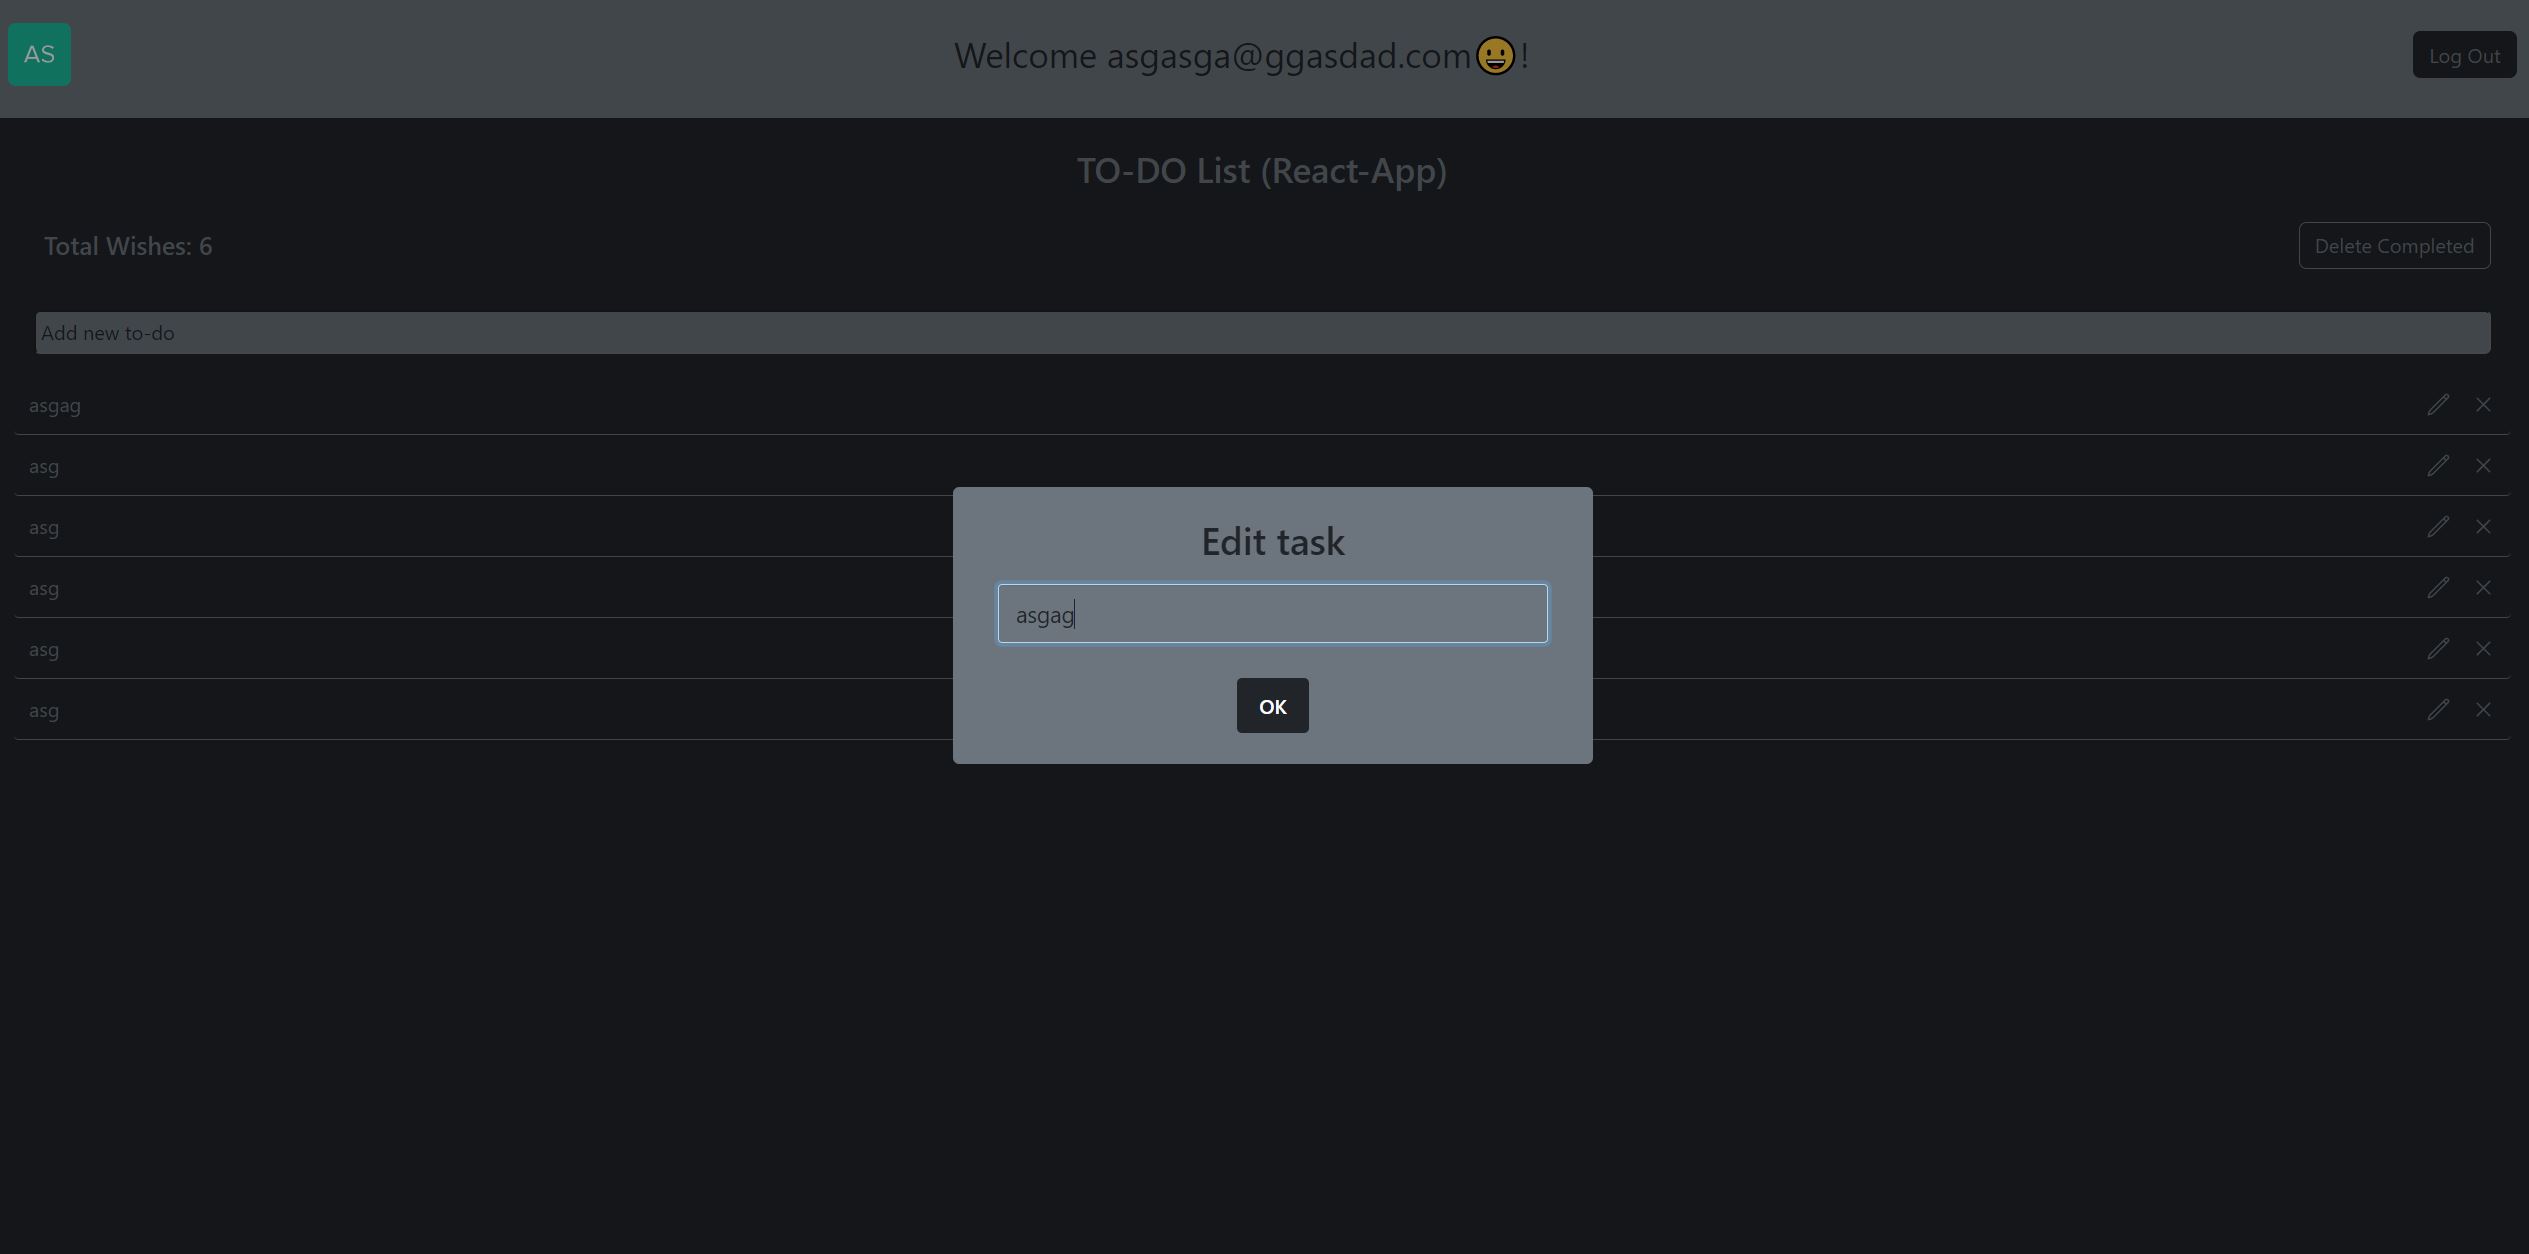 AS
Welcome asgasga@ggasdad.com😀!
Log Out
TO-DO List (React-App)
Total Wishes: 6
Delete Completed
Add new to-do
asgag
asg
asg
asg
asg
asg
Edit task
asgag
OK